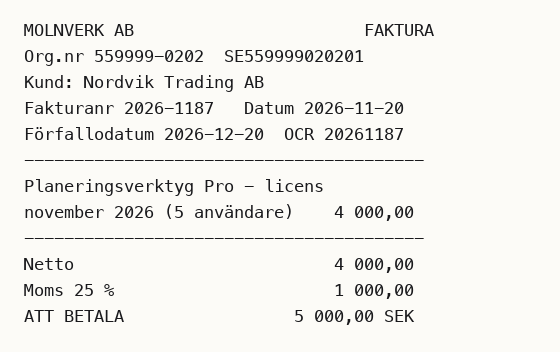 MOLNVERK AB                       FAKTURA
Org.nr 559999-0202  SE559999020201
Kund: Nordvik Trading AB
Fakturanr 2026-1187   Datum 2026-11-20
Förfallodatum 2026-12-20  OCR 20261187
----------------------------------------
Planeringsverktyg Pro - licens
november 2026 (5 användare)    4 000,00
----------------------------------------
Netto                          4 000,00
Moms 25 %                      1 000,00
ATT BETALA                 5 000,00 SEK